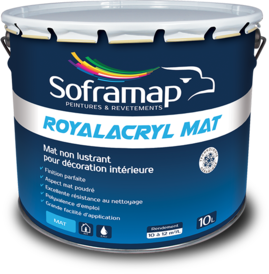 Soframap
PEINTURES & REVETEMENTS
ROYALACRYL MAT
Mat non lustrant
pour décoration intérieure
Finition parfaite
Aspect mat poudré
Excellente résistance au nettoyage
Polyvalence d'emploi
Grande facilité d'application
MAT
Rendement
10 à 12 m²/L
10L